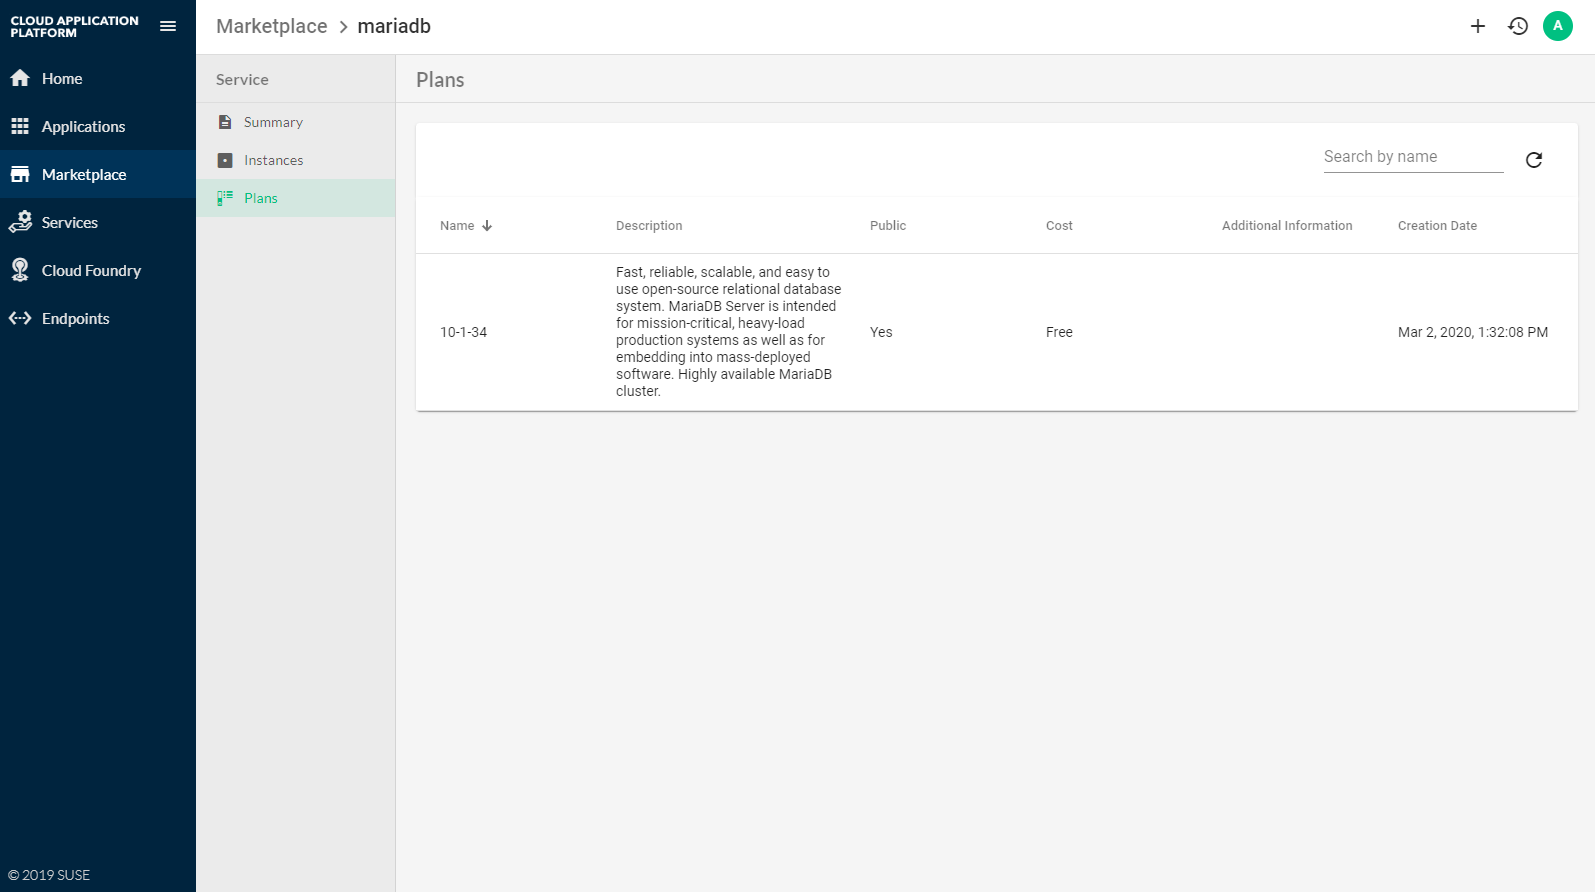 CLOUD APPLICATION
PLATFORM
Home
Applications
Marketplace
Services
Cloud Foundry
Endpoints
© 2019 SUSE
Marketplace > mariadb
A
Service
Summary
Instances
Plans
Plans
Search by name
Name Description Public Cost Additional Information Creation Date
10-1-34
Fast, reliable, scalable, and easy to
use open-source relational database
system. MariaDB Server is intended
for mission-critical, heavy-load
production systems as well as for
embedding into mass-deployed
software. Highly available MariaDB
cluster.
Yes
Free
Mar 2, 2020, 1:32:08 PM